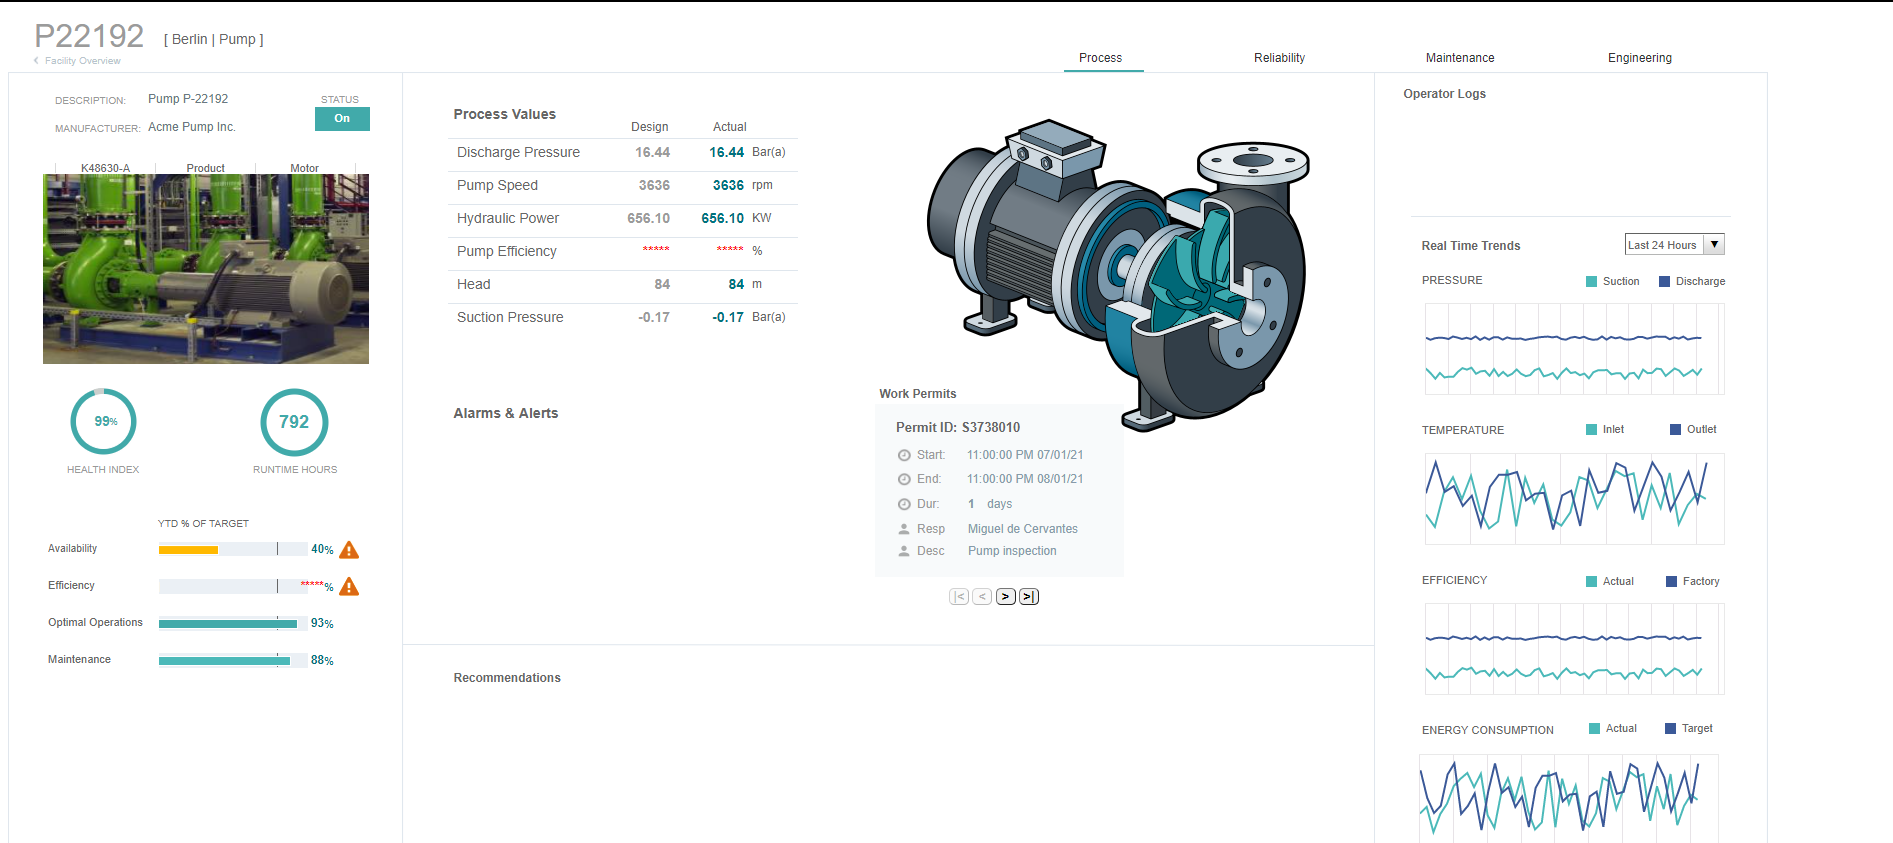 P22192 [ Berlin | Pump ]
‹ Facility Overview
Process Reliability Maintenance Engineering
DESCRIPTION: Pump P-22192
MANUFACTURER: Acme Pump Inc.
STATUS
On
K48630-A Product Motor
99%
HEALTH INDEX
792
RUNTIME HOURS
YTD % OF TARGET
Availability 40%
Efficiency *****%
Optimal Operations 93%
Maintenance 88%
Process Values
Design Actual
Discharge Pressure 16.44 16.44 Bar(a)
Pump Speed 3636 3636 rpm
Hydraulic Power 656.10 656.10 KW
Pump Efficiency ***** ***** %
Head 84 84 m
Suction Pressure -0.17 -0.17 Bar(a)
Alarms & Alerts
Work Permits
Permit ID: S3738010
Start: 11:00:00 PM 07/01/21
End: 11:00:00 PM 08/01/21
Dur: 1 days
Resp Miguel de Cervantes
Desc Pump inspection
|< < > >|
Recommendations
Operator Logs
Real Time Trends Last 24 Hours
PRESSURE Suction Discharge
TEMPERATURE Inlet Outlet
EFFICIENCY Actual Factory
ENERGY CONSUMPTION Actual Target